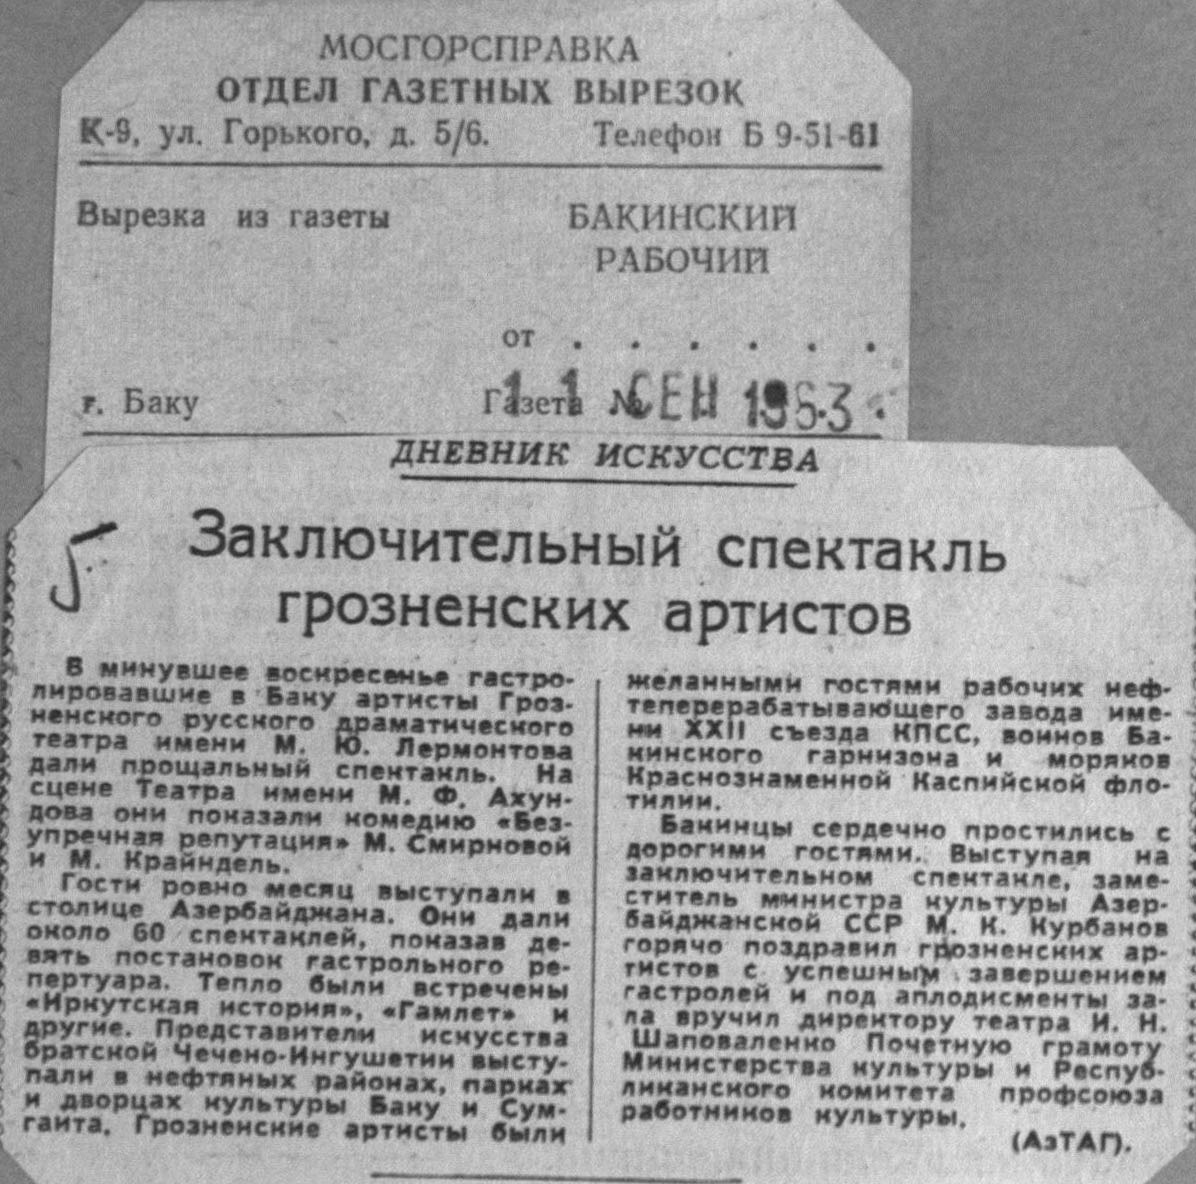 МОСГОРСПРАВКА
ОТДЕЛ ГАЗЕТНЫХ ВЫРЕЗОК
К-9, ул. Горького, д. 5/6. Телефон Б 9-51-61
Вырезка из газеты БАКИНСКИЙ
РАБОЧИЙ
от . . . . . .
11 СЕН 1963
г. Баку Газета №
ДНЕВНИК ИСКУССТВА
5
Заключительный спектакль
грозненских артистов
В минувшее воскресенье гастро-
лировавшие в Баку артисты Гроз-
ненского русского драматического
театра имени М. Ю. Лермонтова
дали прощальный спектакль. На
сцене Театра имени М. Ф. Ахун-
дова они показали комедию «Без-
упречная репутация» М. Смирновой
и М. Крайндель.
Гости ровно месяц выступали в
столице Азербайджана. Они дали
около 60 спектаклей, показав де-
вять постановок гастрольного ре-
пертуара. Тепло были встречены
«Иркутская история», «Гамлет» и
другие. Представители искусства
братской Чечено-Ингушетии высту-
пали в нефтяных районах, парках
и дворцах культуры Баку и Сум-
гаита. Грозненские артисты были
желанными гостями рабочих неф-
теперерабатывающего завода име-
ни XXII съезда КПСС, воинов Ба-
кинского гарнизона и моряков
Краснознаменной Каспийской фло-
тилии.
Бакинцы сердечно простились с
дорогими гостями. Выступая на
заключительном спектакле, заме-
ститель министра культуры Азер-
байджанской ССР М. К. Курбанов
горячо поздравил грозненских ар-
тистов с успешным завершением
гастролей и под аплодисменты за-
ла вручил директору театра И. Н.
Шаповаленко Почетную грамоту
Министерства культуры и Респуб-
ликанского комитета профсоюза
работников культуры.
(АзТАГ).